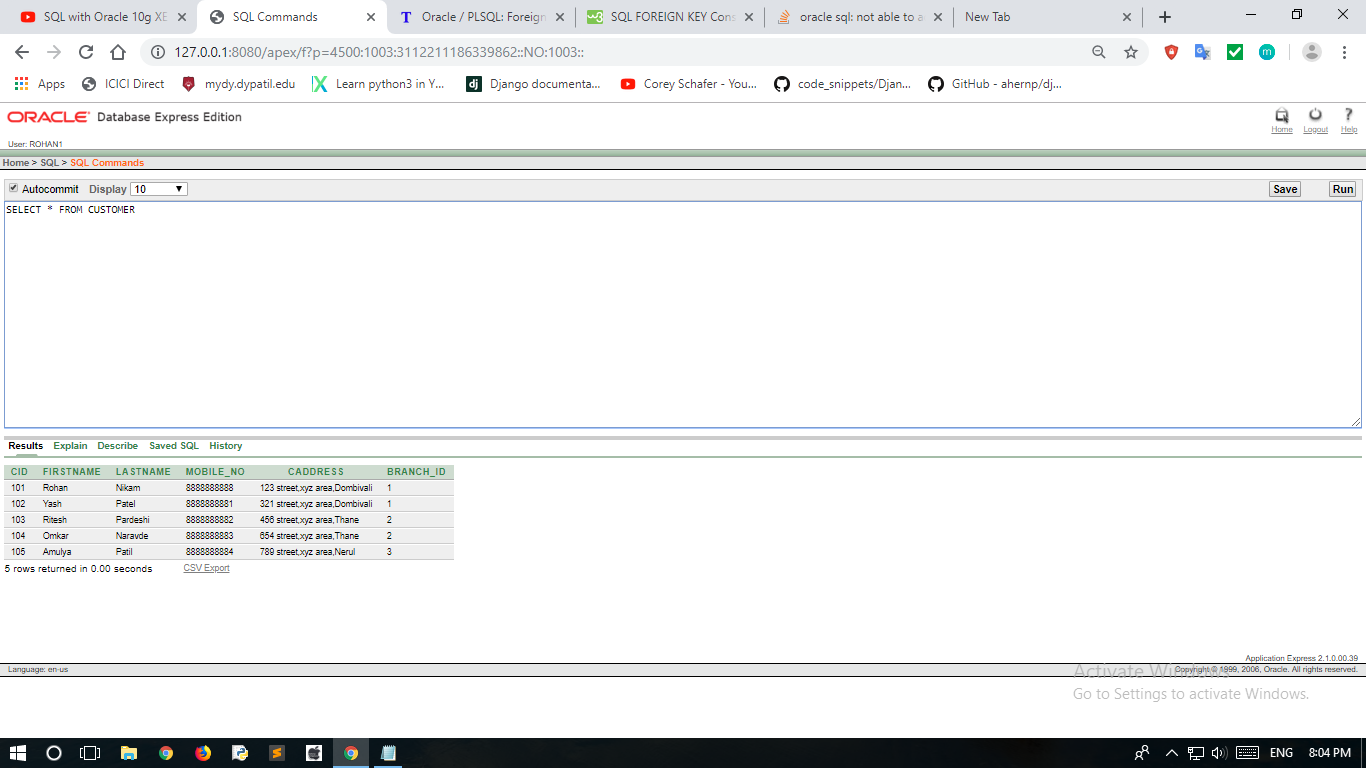 SQL with Oracle 10g XE
SQL Commands
Oracle / PLSQL: Foreign
SQL FOREIGN KEY Cons
oracle sql: not able to a
New Tab
127.0.0.1:8080/apex/f?p=4500:1003:3112211186339862::NO:1003::
Apps
ICICI Direct
mydy.dypatil.edu
Learn python3 in Y...
dj
Django documenta...
Corey Schafer - You...
code_snippets/Djan...
GitHub - ahernp/dj...
ORACLE Database Express Edition
Home Logout Help
User: ROHAN1
Home > SQL > SQL Commands
Autocommit Display 10 Save Run
SELECT * FROM CUSTOMER
Results Explain Describe Saved SQL History
CID FIRSTNAME LASTNAME MOBILE_NO CADDRESS BRANCH_ID
101 Rohan Nikam 8888888888 123 street,xyz area,Dombivali 1
102 Yash Patel 8888888881 321 street,xyz area,Dombivali 1
103 Ritesh Pardeshi 8888888882 456 street,xyz area,Thane 2
104 Omkar Naravde 8888888883 654 street,xyz area,Thane 2
105 Amulya Patil 8888888884 789 street,xyz area,Nerul 3
5 rows returned in 0.00 seconds CSV Export
Application Express 2.1.0.00.39
Language: en-us Copyright © 1999, 2006, Oracle. All rights reserved.
Activate Windows
Go to Settings to activate Windows.
ENG 8:04 PM